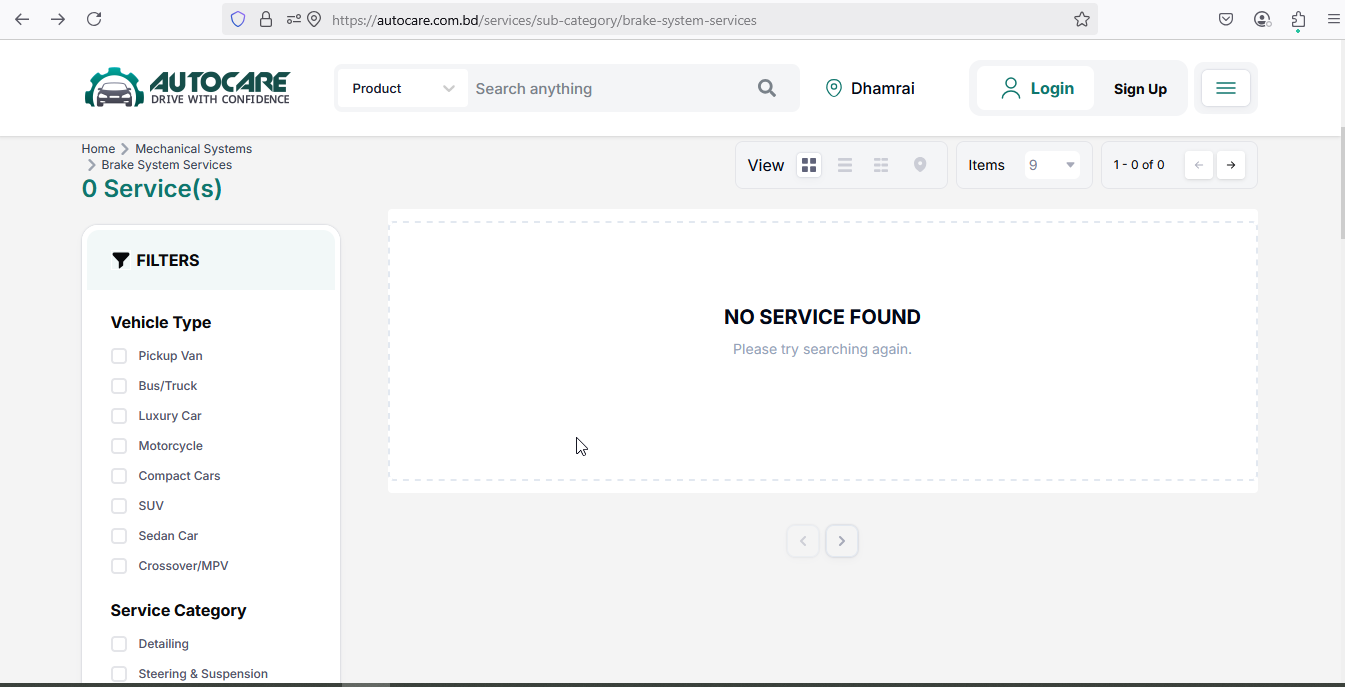 https://autocare.com.bd/services/sub-category/brake-system-services
AUTOCARE
DRIVE WITH CONFIDENCE
Product
Search anything
Dhamrai
Login
Sign Up
Home > Mechanical Systems
> Brake System Services
0 Service(s)
View
Items 9
1 - 0 of 0
FILTERS
Vehicle Type
Pickup Van
Bus/Truck
Luxury Car
Motorcycle
Compact Cars
SUV
Sedan Car
Crossover/MPV
Service Category
Detailing
Steering & Suspension
NO SERVICE FOUND
Please try searching again.